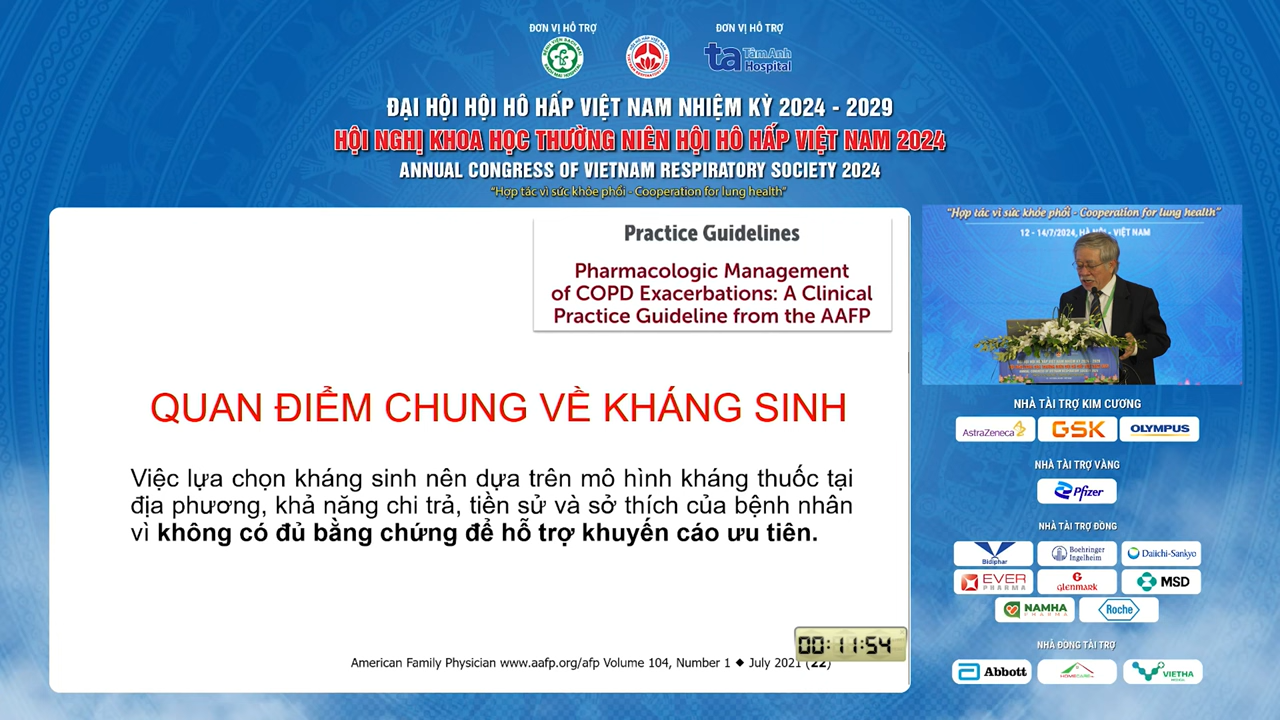 ĐƠN VỊ HỖ TRỢ
ĐƠN VỊ HỖ TRỢ
ta TâmAnh
Hospital
ĐẠI HỘI HỘI HÔ HẤP VIỆT NAM NHIỆM KỲ 2024 - 2029
HỘI NGHỊ KHOA HỌC THƯỜNG NIÊN HỘI HÔ HẤP VIỆT NAM 2024
ANNUAL CONGRESS OF VIETNAM RESPIRATORY SOCIETY 2024
"Hợp tác vì sức khỏe phổi - Cooperation for lung health"
Practice Guidelines
Pharmacologic Management
of COPD Exacerbations: A Clinical
Practice Guideline from the AAFP
QUAN ĐIỂM CHUNG VỀ KHÁNG SINH
Việc lựa chọn kháng sinh nên dựa trên mô hình kháng thuốc tại
địa phương, khả năng chi trả, tiền sử và sở thích của bệnh nhân
vì không có đủ bằng chứng để hỗ trợ khuyến cáo ưu tiên.
00:11:54
American Family Physician www.aafp.org/afp Volume 104, Number 1 ◆ July 2021 (22)
"Hợp tác vì sức khỏe phổi - Cooperation for lung health"
12 - 14/7/2024, HÀ NỘI - VIỆT NAM
NHÀ TÀI TRỢ KIM CƯƠNG
AstraZeneca
GSK
OLYMPUS
NHÀ TÀI TRỢ VÀNG
Pfizer
NHÀ TÀI TRỢ ĐỒNG
Bidiphar
Boehringer
Ingelheim
Daiichi-Sankyo
EVER
PHARMA
GLENMARK
MSD
NAMHA
PHARMA
Roche
NHÀ ĐỒNG TÀI TRỢ
Abbott
HOMECARE
VIETHA
MEDICAL